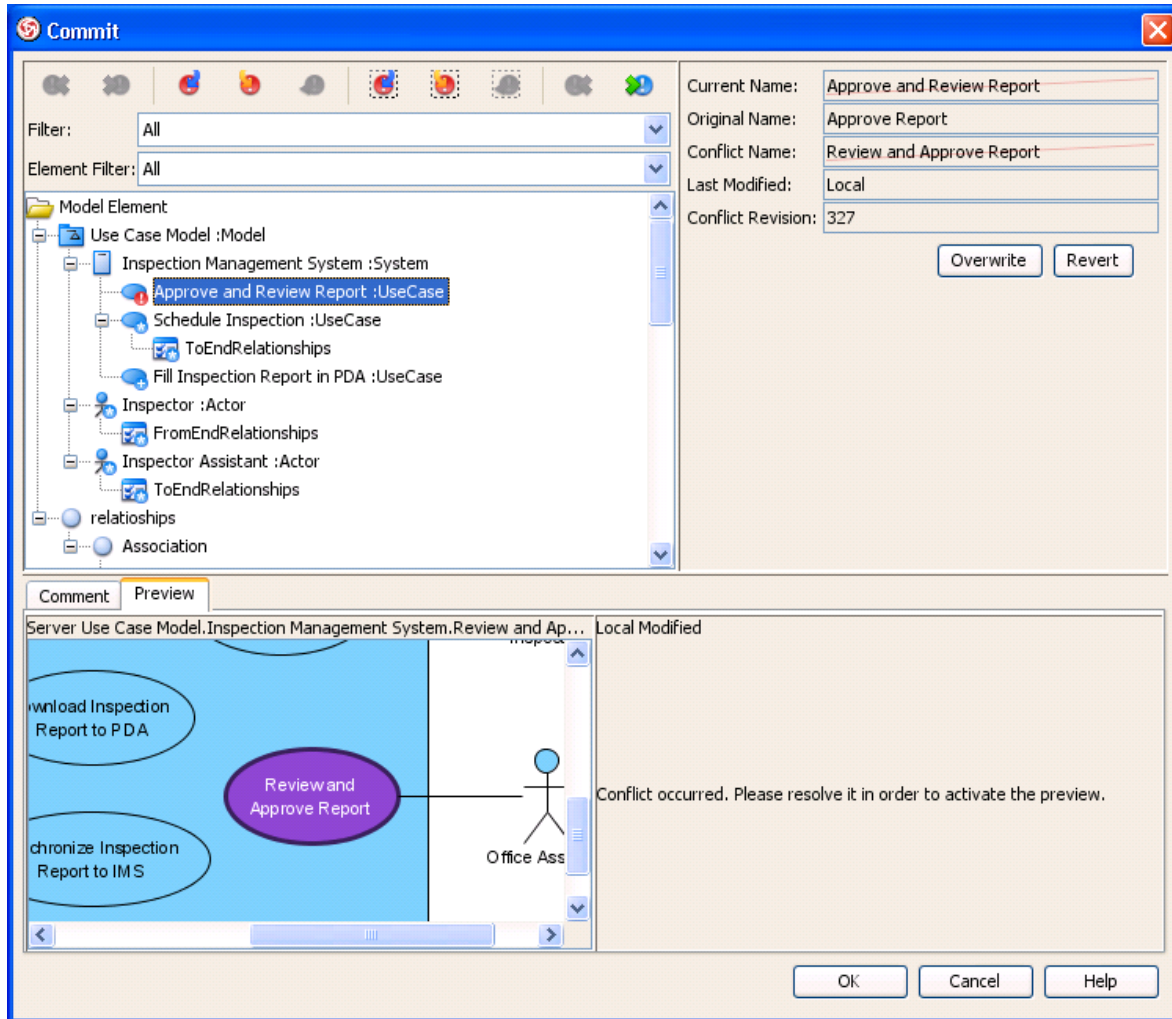 Commit
Filter: All
Element Filter: All
Model Element
Use Case Model :Model
Inspection Management System :System
Approve and Review Report :UseCase
Schedule Inspection :UseCase
ToEndRelationships
Fill Inspection Report in PDA :UseCase
Inspector :Actor
FromEndRelationships
Inspector Assistant :Actor
ToEndRelationships
relatioships
Association
Current Name: Approve and Review Report
Original Name: Approve Report
Conflict Name: Review and Approve Report
Last Modified: Local
Conflict Revision: 327
Overwrite Revert
Comment Preview
Server Use Case Model.Inspection Management System.Review and Ap...
wnload Inspection
Report to PDA
Review and
Approve Report
chronize Inspection
Report to IMS
Office Ass
Local Modified
Conflict occurred. Please resolve it in order to activate the preview.
OK Cancel Help